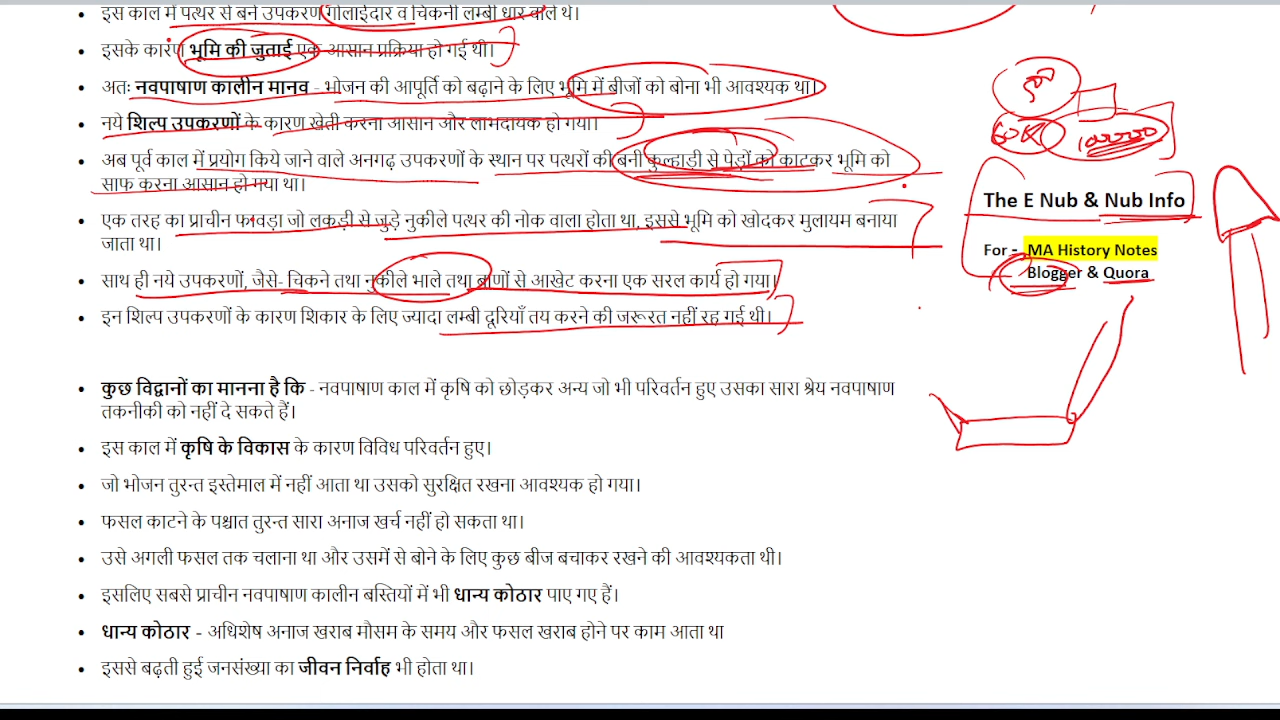 • इस काल में पत्थर से बने उपकरण गोलाईदार व चिकनी लम्बी धार वाले थे।
• इसके कारण भूमि की जुताई एक आसान प्रक्रिया हो गई थी।
• अतः नवपाषाण कालीन मानव - भोजन की आपूर्ति को बढ़ाने के लिए भूमि में बीजों को बोना भी आवश्यक था।
• नये शिल्प उपकरणों के कारण खेती करना आसान और लाभदायक हो गया।
• अब पूर्व काल में प्रयोग किये जाने वाले अनगढ़ उपकरणों के स्थान पर पत्थरों की बनी कुल्हाड़ी से पेड़ों को काटकर भूमि को
साफ करना आसान हो गया था।
• एक तरह का प्राचीन फावड़ा जो लकड़ी से जुड़े नुकीले पत्थर की नोक वाला होता था, इससे भूमि को खोदकर मुलायम बनाया
जाता था।
• साथ ही नये उपकरणों, जैसे- चिकने तथा नुकीले भाले तथा बाणों से आखेट करना एक सरल कार्य हो गया।
• इन शिल्प उपकरणों के कारण शिकार के लिए ज्यादा लम्बी दूरियाँ तय करने की जरूरत नहीं रह गई थी।
• कुछ विद्वानों का मानना है कि - नवपाषाण काल में कृषि को छोड़कर अन्य जो भी परिवर्तन हुए उसका सारा श्रेय नवपाषाण
तकनीकी को नहीं दे सकते हैं।
• इस काल में कृषि के विकास के कारण विविध परिवर्तन हुए।
• जो भोजन तुरन्त इस्तेमाल में नहीं आता था उसको सुरक्षित रखना आवश्यक हो गया।
• फसल काटने के पश्चात तुरन्त सारा अनाज खर्च नहीं हो सकता था।
• उसे अगली फसल तक चलाना था और उसमें से बोने के लिए कुछ बीज बचाकर रखने की आवश्यकता थी।
• इसलिए सबसे प्राचीन नवपाषाण कालीन बस्तियों में भी धान्य कोठार पाए गए हैं।
• धान्य कोठार - अधिशेष अनाज खराब मौसम के समय और फसल खराब होने पर काम आता था
• इससे बढ़ती हुई जनसंख्या का जीवन निर्वाह भी होता था।
500
100000
The E Nub & Nub Info
For - MA History Notes
Blogger & Quora